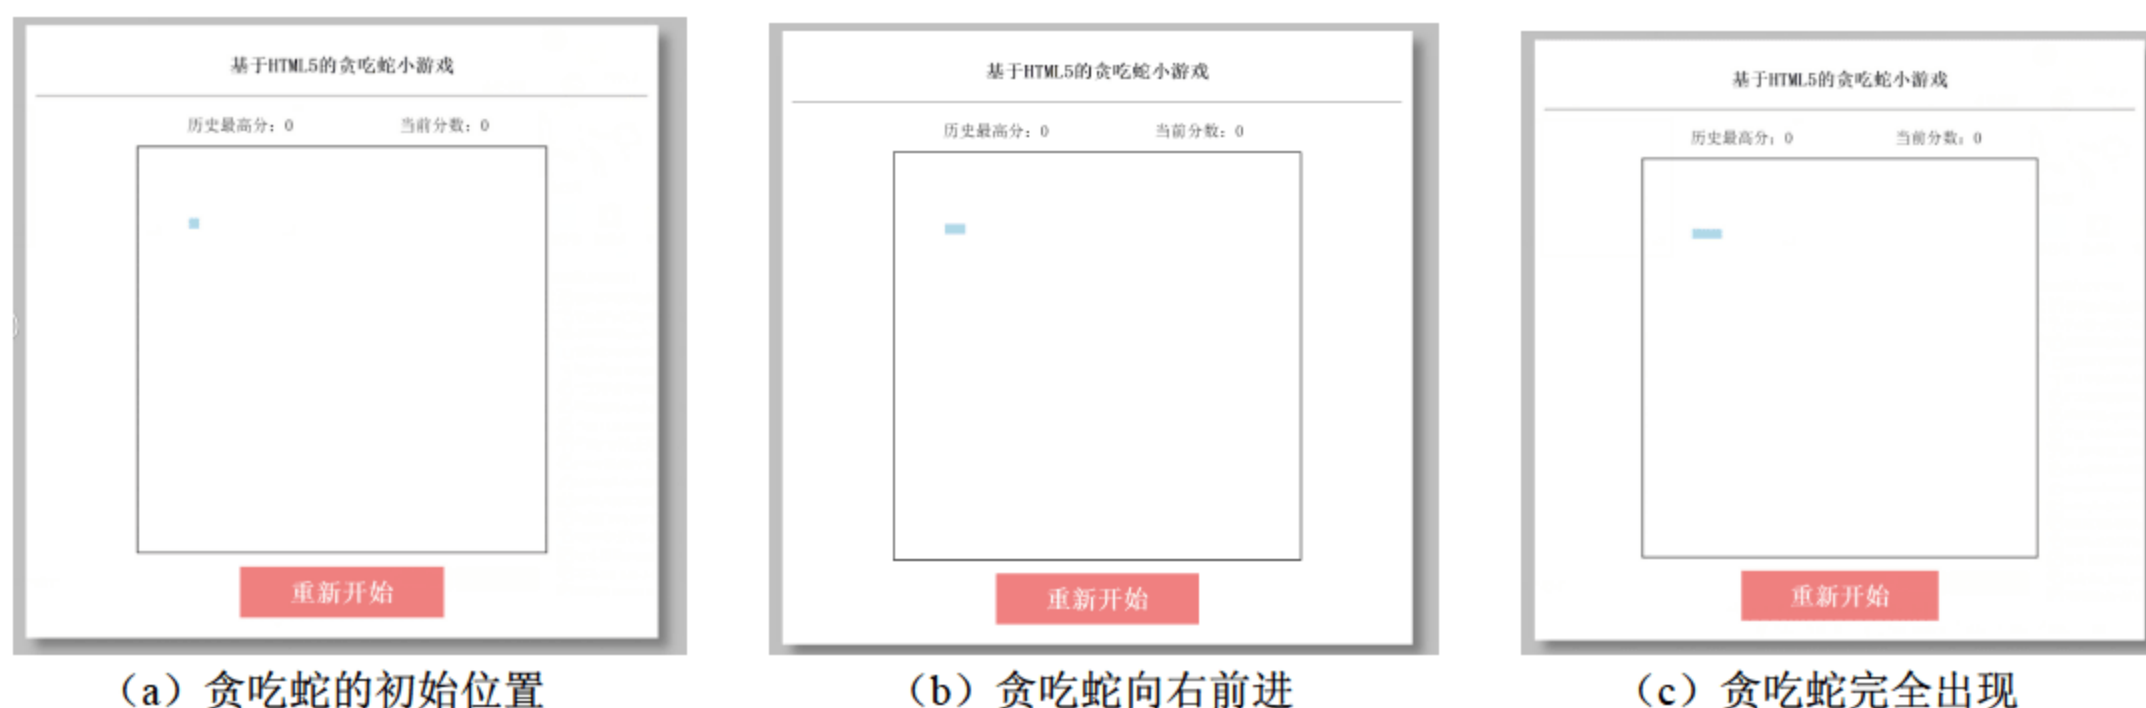 基于HTML5的贪吃蛇小游戏
历史最高分：0 当前分数：0
重新开始
（a）贪吃蛇的初始位置
基于HTML5的贪吃蛇小游戏
历史最高分：0 当前分数：0
重新开始
（b）贪吃蛇向右前进
基于HTML5的贪吃蛇小游戏
历史最高分：0 当前分数：0
重新开始
（c）贪吃蛇完全出现